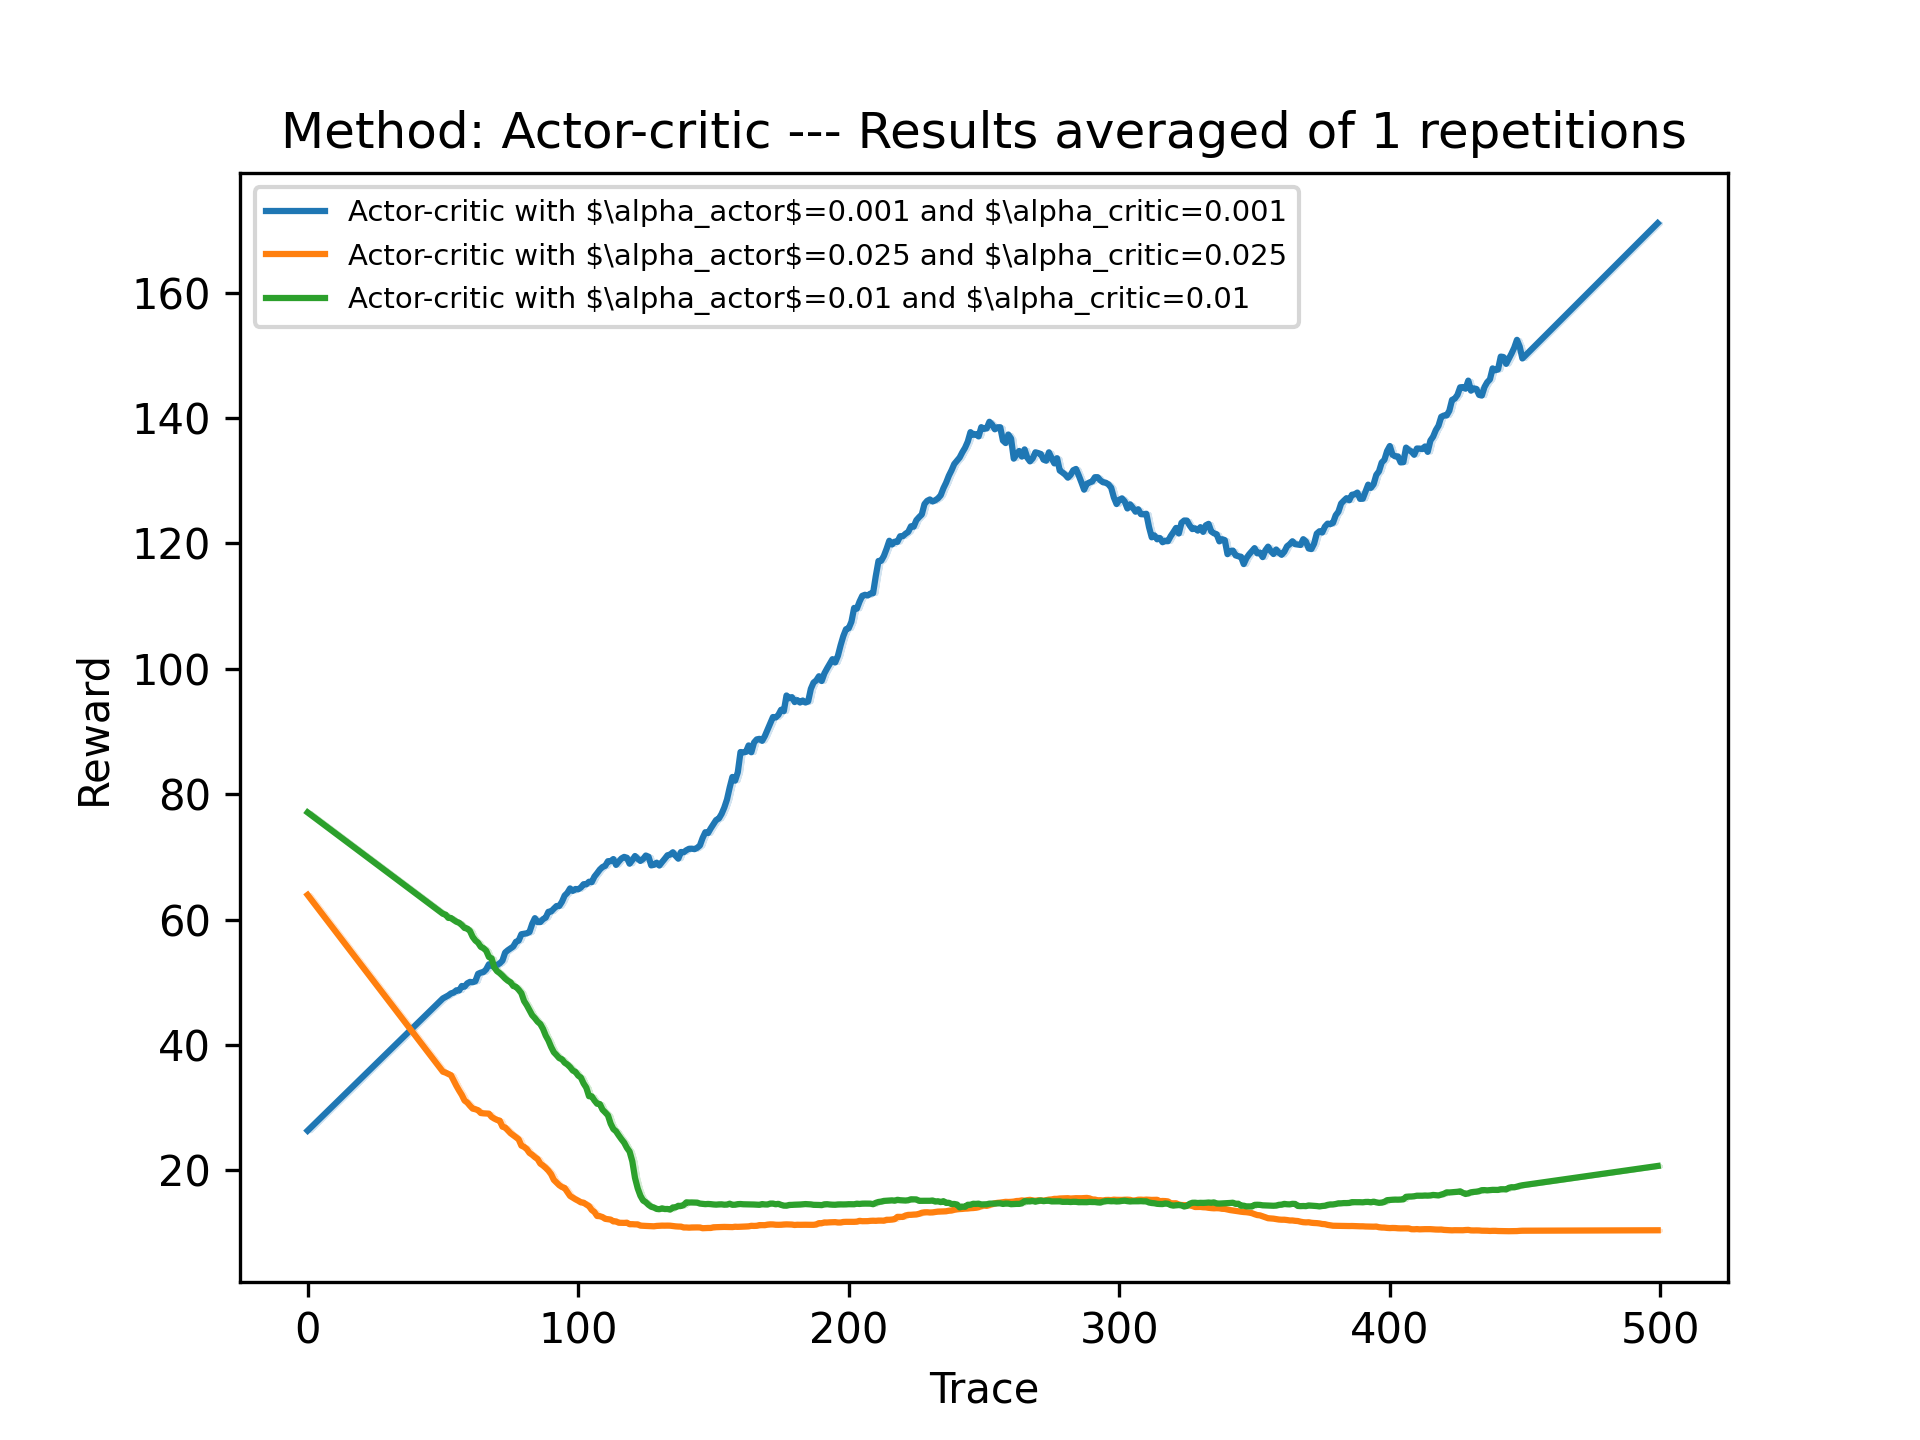 Method: Actor-critic --- Results averaged of 1 repetitions
Actor-critic with $\alpha_actor$=0.001 and $\alpha_critic=0.001
Actor-critic with $\alpha_actor$=0.025 and $\alpha_critic=0.025
Actor-critic with $\alpha_actor$=0.01 and $\alpha_critic=0.01
160
140
120
100
80
60
40
20
Reward
0 100 200 300 400 500
Trace